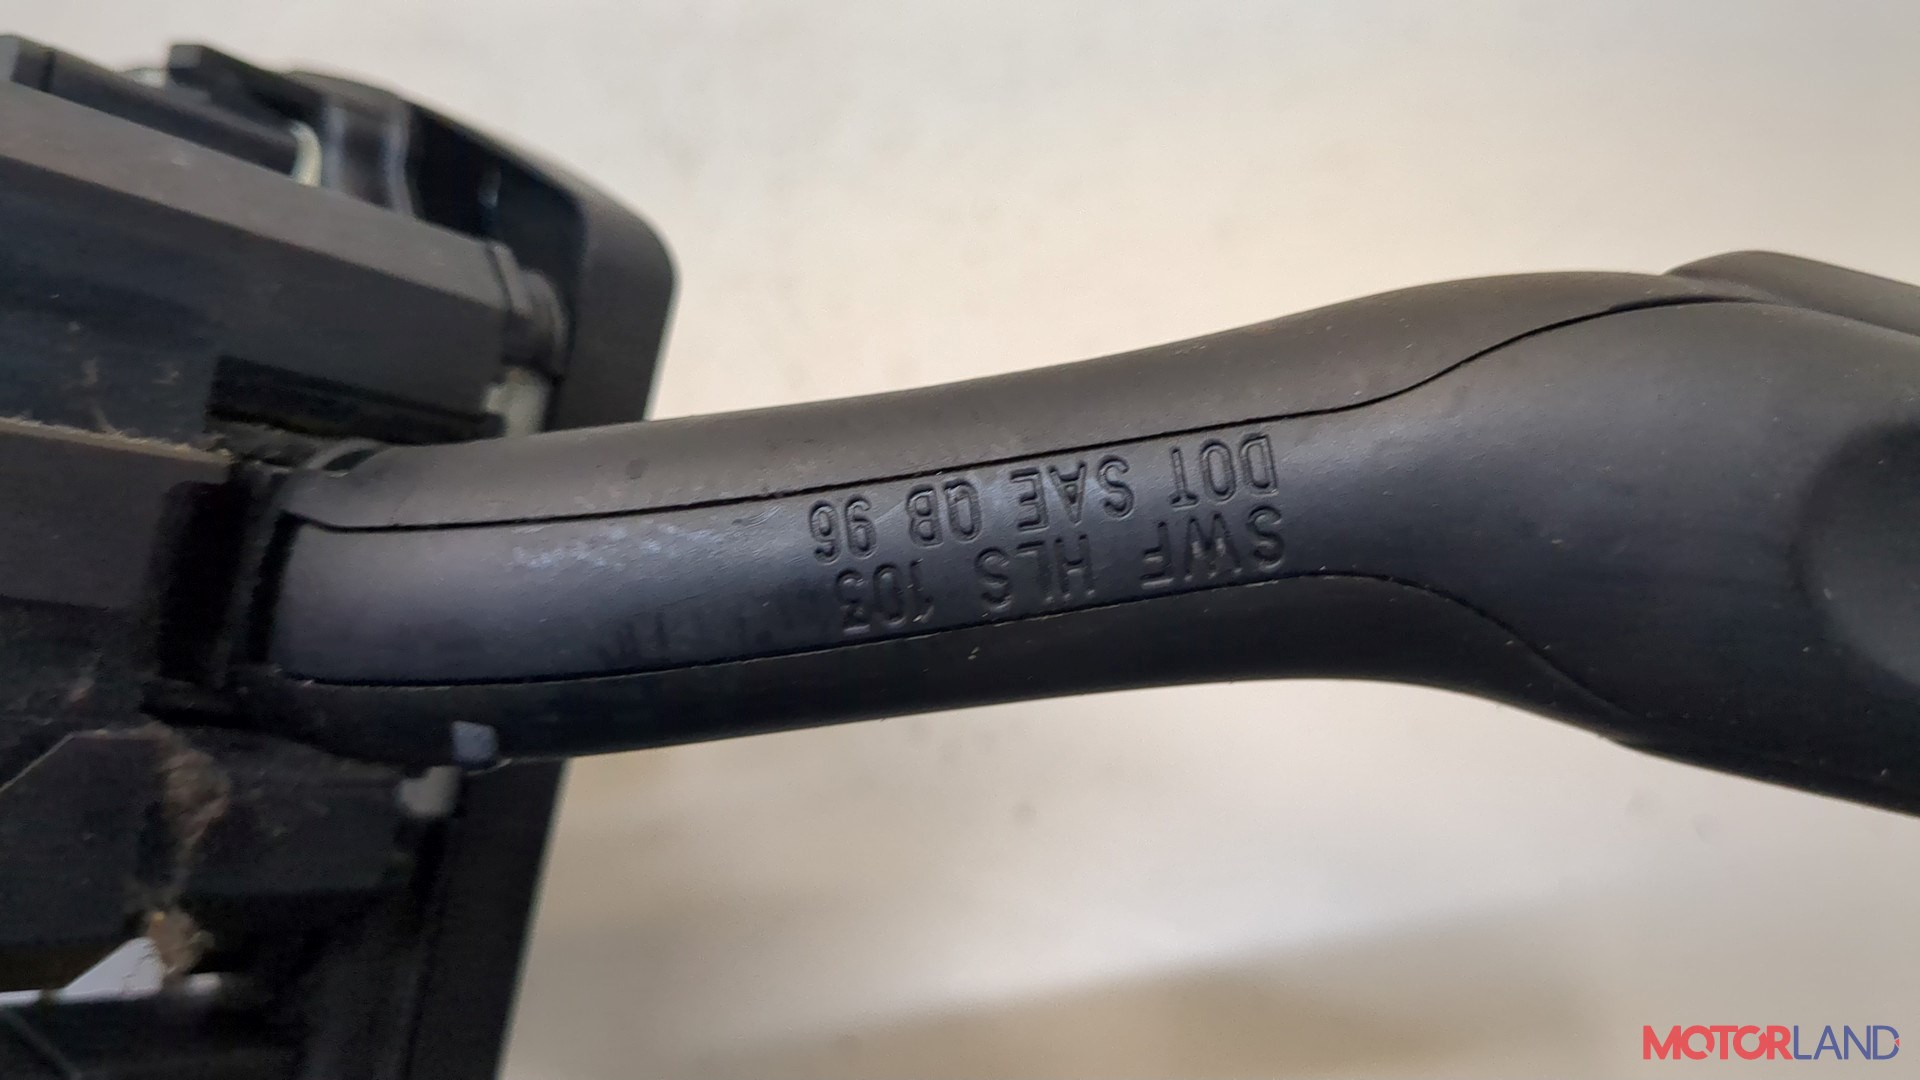 SWF HLS 103
DOT SAE QB 96
MOTORLAND